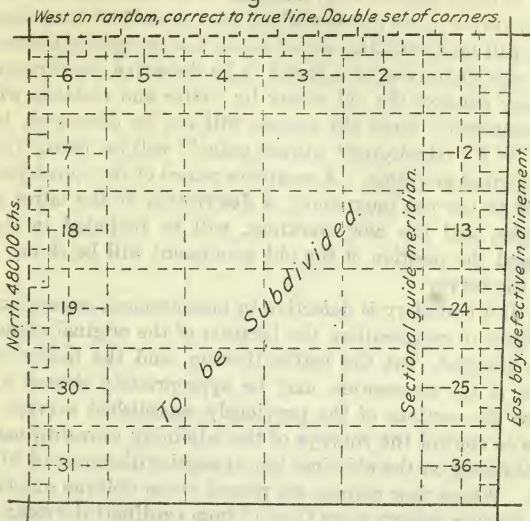 West on random, correct to true line. Double set of corners.
6 5 4 3 2
7 12
18 13
19 24
30 25
31 36
North 480.00 chs.
To be Subdivided.
Sectional guide meridian.
East bdy. defective in alinement.